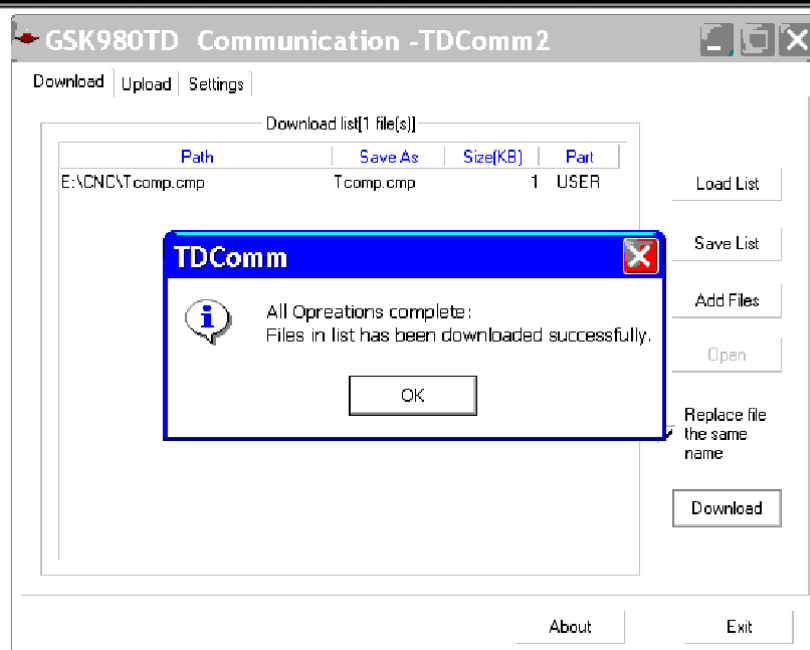 GSK980TD Communication -TDComm2
Download Upload Settings
Download list[1 file(s)]
Path Save As Size(KB) Part
E:\CNC\Tcomp.cmp Tcomp.cmp 1 USER
Load List
Save List
Add Files
Open
Replace file
the same
name
Download
TDComm
All Opreations complete:
Files in list has been downloaded successfully.
OK
About Exit